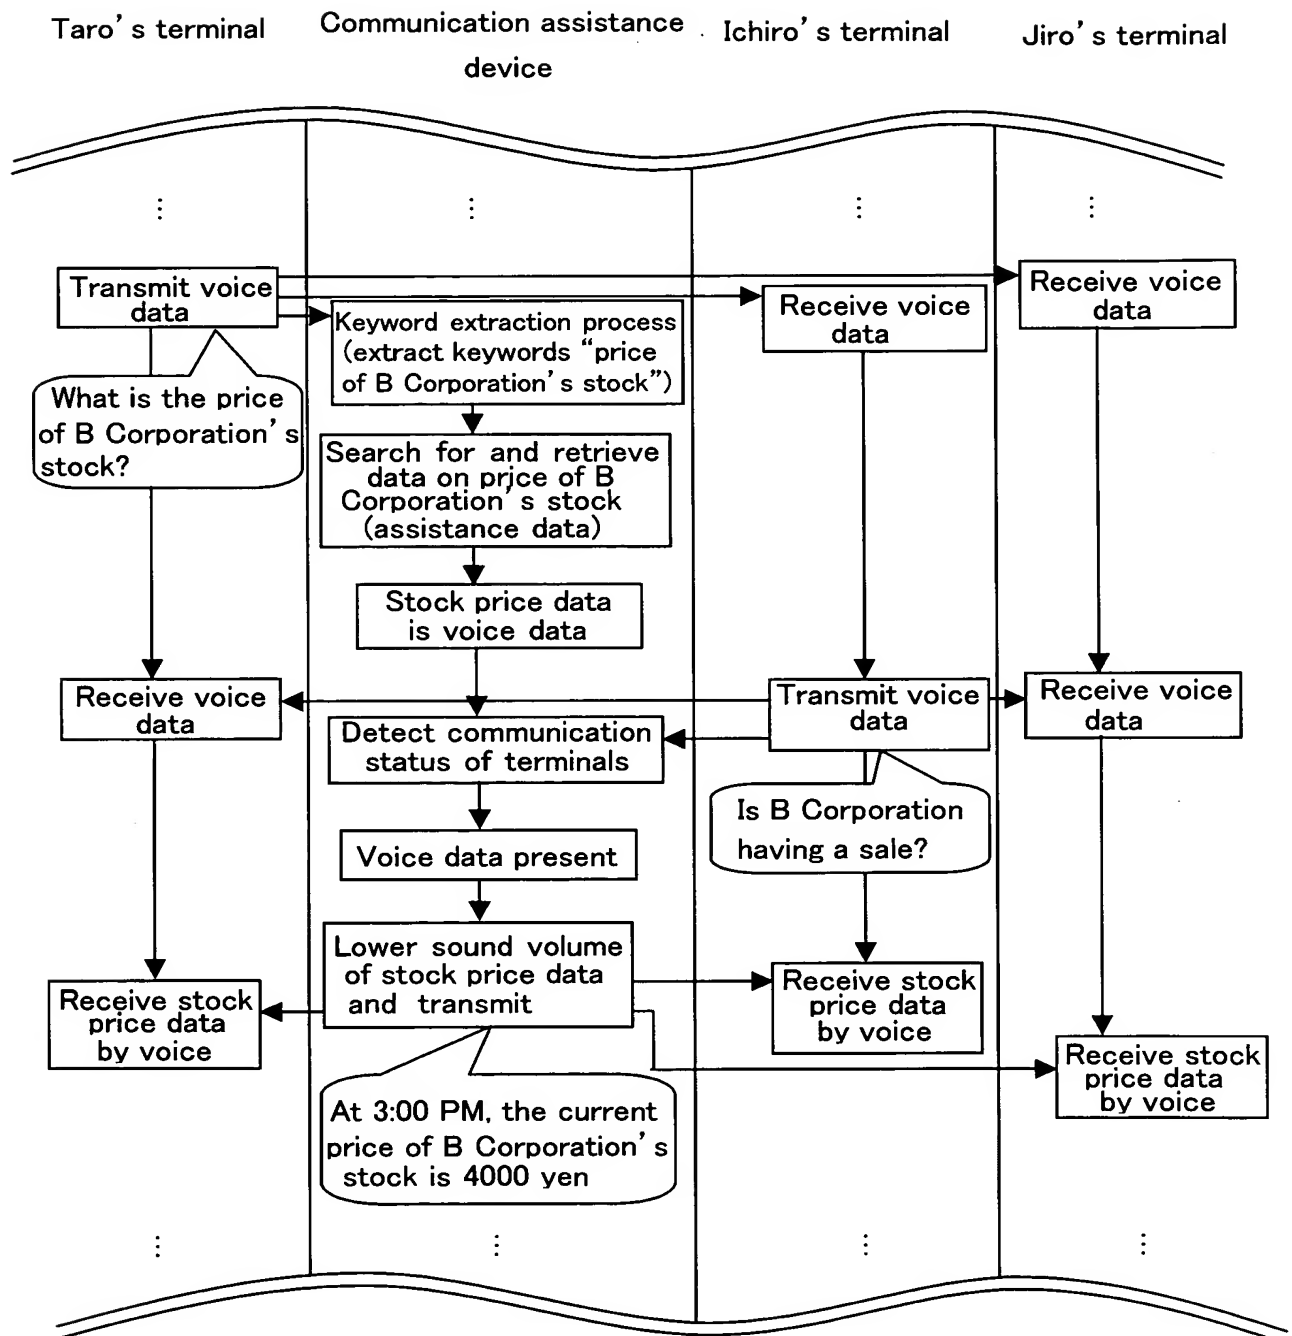 Taro's terminal
Communication assistance
device
Ichiro's terminal
Jiro's terminal
Transmit voice
data
Receive voice
data
Receive voice
data
Keyword extraction process
(extract keywords “price
of B Corporation's stock”)
What is the price
of B Corporation's
stock?
Search for and retrieve
data on price of B
Corporation's stock
(assistance data)
Stock price data
is voice data
Receive voice
data
Transmit voice
data
Receive voice
data
Detect communication
status of terminals
Is B Corporation
having a sale?
Voice data present
Lower sound volume
of stock price data
and transmit
Receive stock
price data
by voice
Receive stock
price data
by voice
Receive stock
price data
by voice
At 3:00 PM, the current
price of B Corporation's
stock is 4000 yen